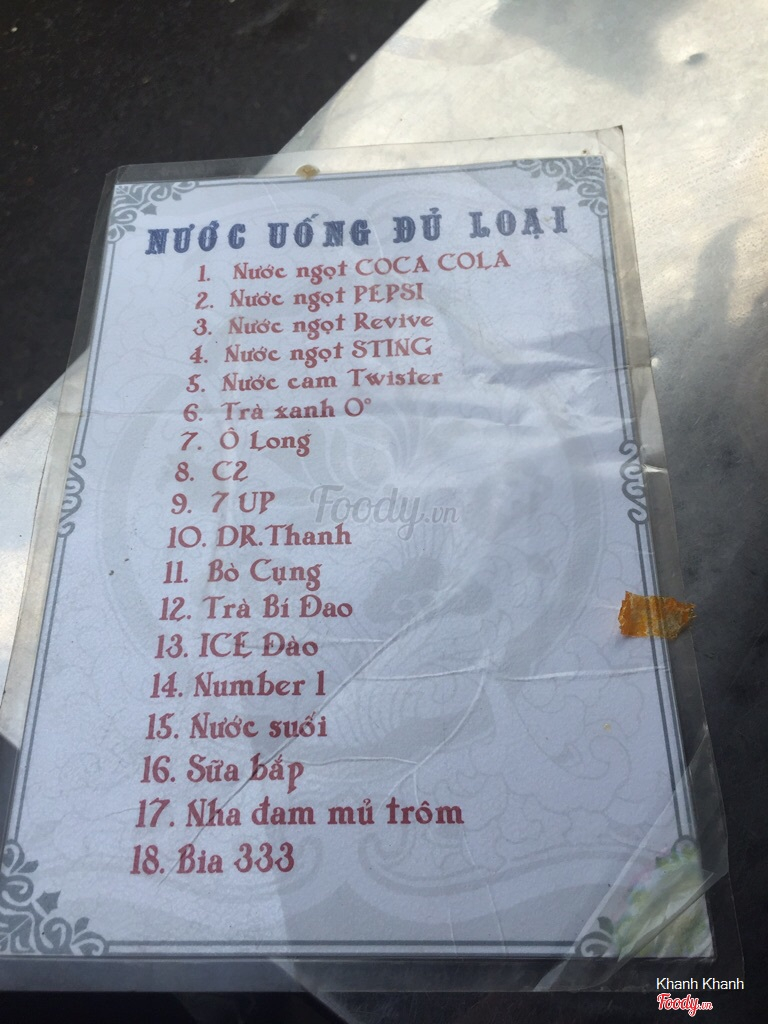 NƯỚC UỐNG ĐỦ LOẠI
1. Nước ngọt COCA COLA
2. Nước ngọt PEPSI
3. Nước ngọt Revive
4. Nước ngọt STING
5. Nước cam Twister
6. Trà xanh O°
7. Ô Long
8. C2
9. 7 UP
Foody.vn
10. DR.Thanh
11. Bò Cụng
12. Trà Bí Đao
13. ICE Đào
14. Number 1
15. Nước suối
16. Sữa bắp
17. Nha đam mủ trôm
18. Bia 333
Khanh Khanh
Foody.vn